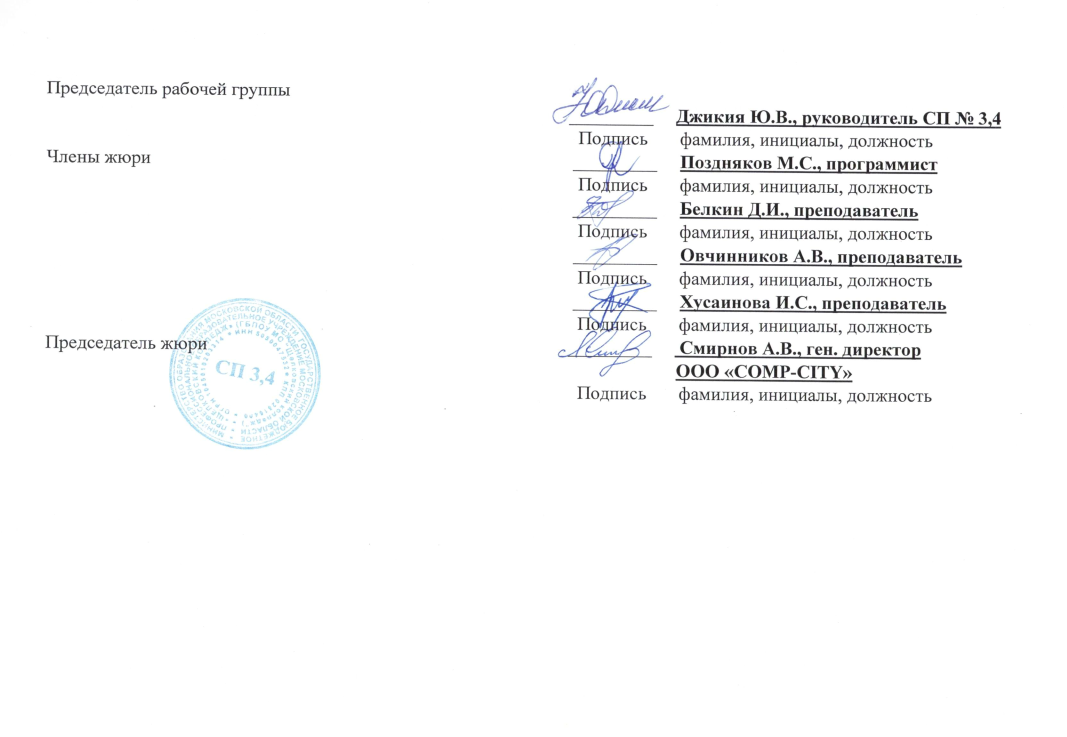 Председатель рабочей группы
Джикия Ю.В., руководитель СП № 3,4
Подпись фамилия, инициалы, должность
Члены жюри
Поздняков М.С., программист
Подпись фамилия, инициалы, должность
Белкин Д.И., преподаватель
Подпись фамилия, инициалы, должность
Овчинников А.В., преподаватель
Подпись фамилия, инициалы, должность
Хусаинова И.С., преподаватель
Подпись фамилия, инициалы, должность
Председатель жюри
Смирнов А.В., ген. директор
ООО «COMP-CITY»
Подпись фамилия, инициалы, должность
СП 3,4